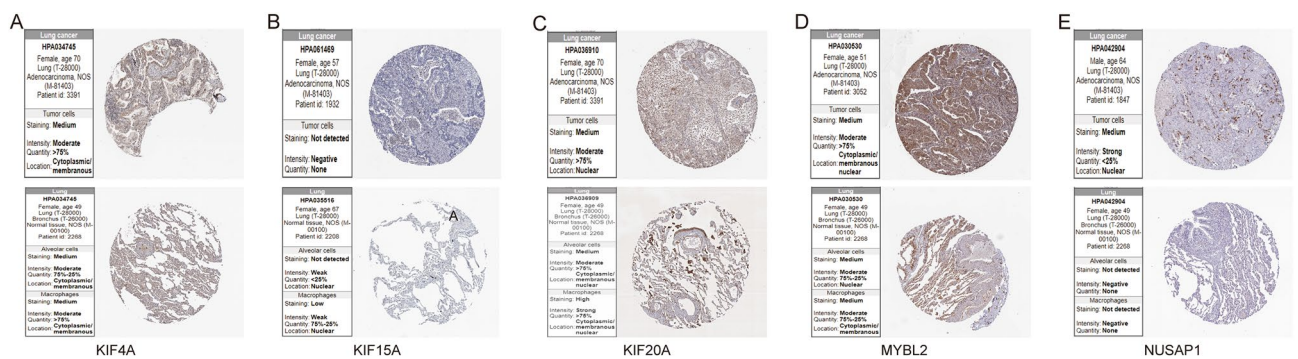 A
Lung cancer
HPA034745
Female, age 70
Lung (T-28000)
Adenocarcinoma, NOS
(M-81403)
Patient id: 3391
Tumor cells
Staining: Medium
Intensity: Moderate
Quantity: >75%
Location: Cytoplasmic/
membranous
B
Lung cancer
HPA061469
Female, age 57
Lung (T-28000)
Adenocarcinoma, NOS
(M-81403)
Patient id: 1932
Tumor cells
Staining: Not detected
Intensity: Negative
Quantity: None
C
Lung cancer
HPA036910
Female, age 70
Lung (T-28000)
Adenocarcinoma, NOS
(M-81403)
Patient id: 3391
Tumor cells
Staining: Medium
Intensity: Moderate
Quantity: >75%
Location: Nuclear
D
Lung cancer
HPA030530
Female, age 51
Lung (T-28000)
Adenocarcinoma, NOS
(M-81403)
Patient id: 3052
Tumor cells
Staining: Medium
Intensity: Moderate
Quantity: >75%
Cytoplasmic/
Location: membranous
nuclear
E
Lung cancer
HPA042904
Male, age 64
Lung (T-28000)
Adenocarcinoma, NOS
(M-81403)
Patient id: 1847
Tumor cells
Staining: Medium
Intensity: Strong
Quantity: <25%
Location: Nuclear
Lung
HPA034745
Female, age 49
Lung (T-28000)
Bronchus (T-26000)
Normal tissue, NOS (M-
00100)
Patient id: 2268
Alveolar cells
Staining: Medium
Intensity: Moderate
Quantity: 75%-25%
Location: Cytoplasmic/
membranous
Macrophages
Staining: Medium
Intensity: Moderate
Quantity: >75%
Location: Cytoplasmic/
membranous
KIF4A
Lung
HPA035516
Female, age 67
Lung (T-28000)
Normal tissue, NOS (M-
00100)
Patient id: 2208
Alveolar cells
Staining: Not detected
Intensity: Weak
Quantity: <25%
Location: Nuclear
Macrophages
Staining: Low
Intensity: Weak
Quantity: 75%-25%
Location: Nuclear
A
KIF15A
Lung
HPA036909
Female, age 49
Lung (T-28000)
Bronchus (T-26000)
Normal tissue, NOS (M-
00100)
Patient id: 2268
Alveolar cells
Staining: Medium
Intensity: Moderate
Quantity: >75%
Cytoplasmic/
Location: membranous
nuclear
Macrophages
Staining: High
Intensity: Strong
Quantity: >75%
Cytoplasmic/
Location: membranous
nuclear
KIF20A
Lung
HPA030530
Female, age 49
Lung (T-28000)
Bronchus (T-26000)
Normal tissue, NOS (M-
00100)
Patient id: 2268
Alveolar cells
Staining: Medium
Intensity: Moderate
Quantity: 75%-25%
Location: Cytoplasmic/
membranous
Macrophages
Staining: Medium
Intensity: Moderate
Quantity: 75%-25%
Location: Cytoplasmic/
membranous
MYBL2
Lung
HPA042904
Female, age 49
Lung (T-28000)
Bronchus (T-26000)
Normal tissue, NOS (M-
00100)
Patient id: 2268
Alveolar cells
Staining: Not detected
Intensity: Negative
Quantity: None
Macrophages
Staining: Not detected
Intensity: Negative
Quantity: None
NUSAP1